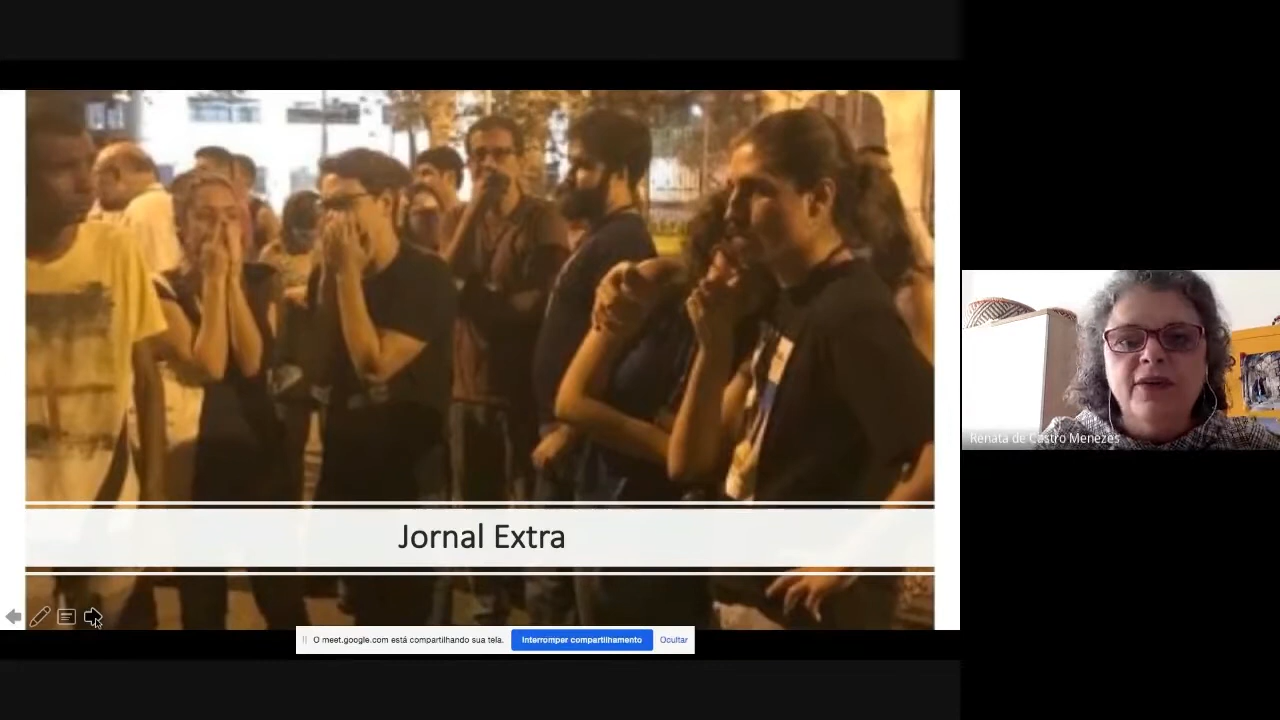 Jornal Extra
Renata de Castro Menezes
O meet.google.com está compartilhando sua tela.
Interromper compartilhamento
Ocultar